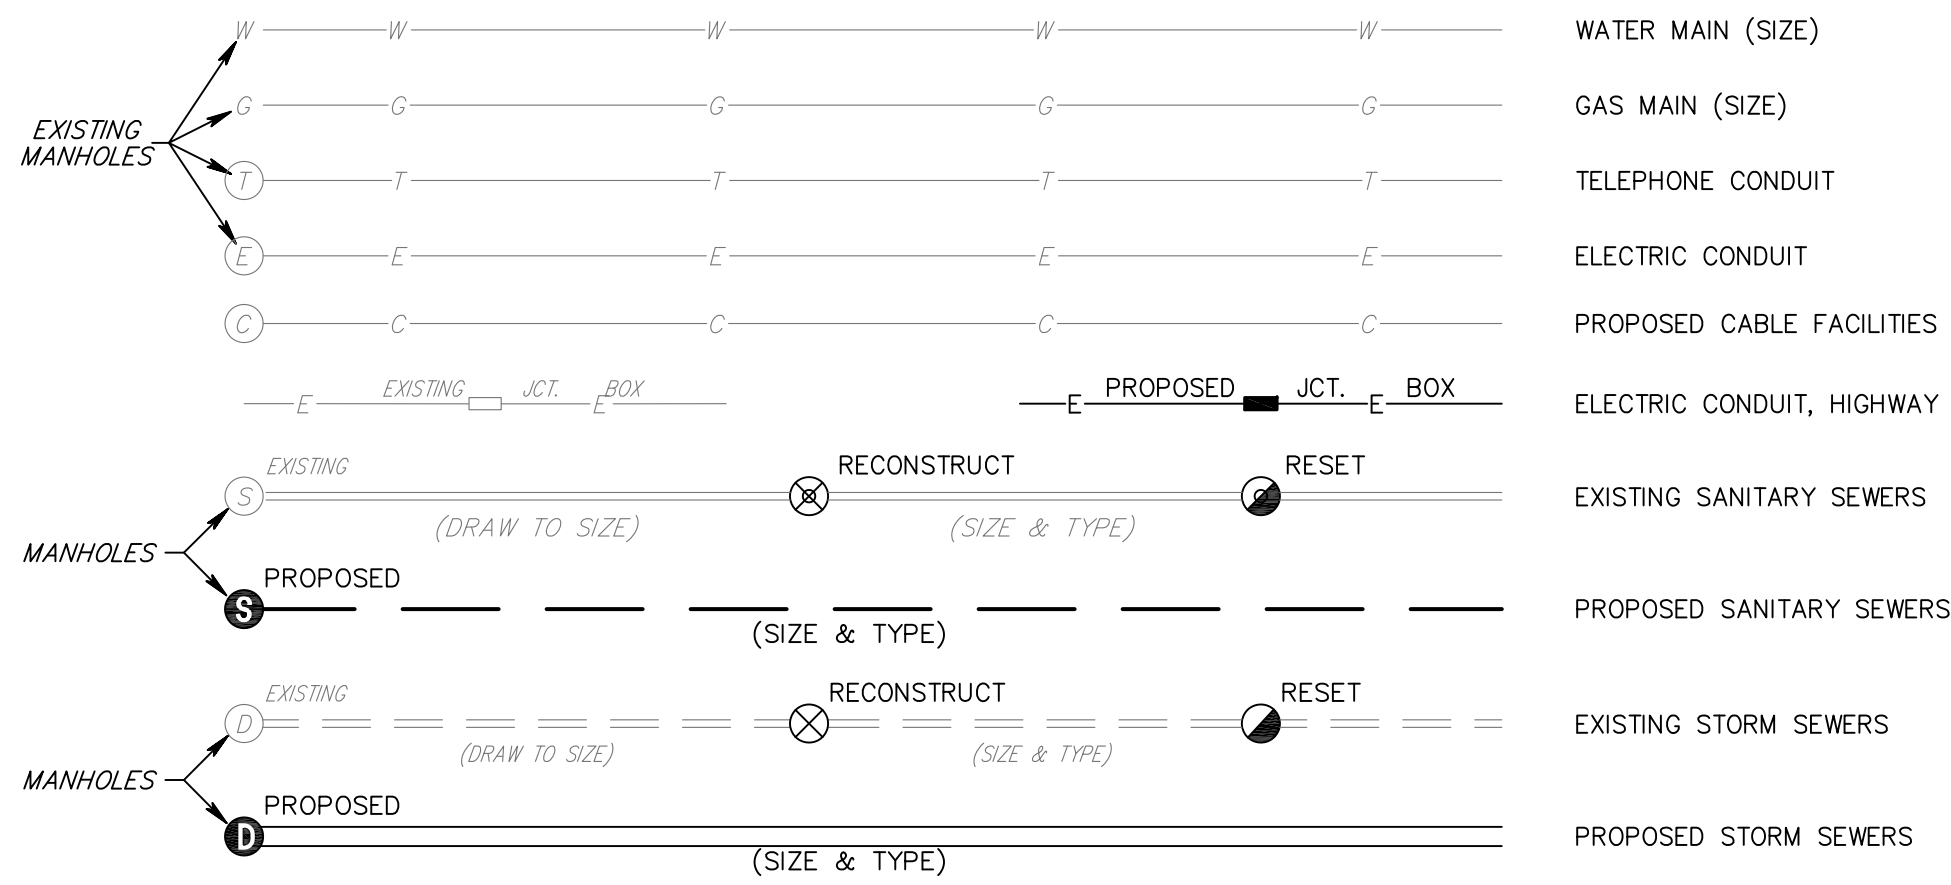 W W W W W WATER MAIN (SIZE)
G G G G G GAS MAIN (SIZE)
EXISTING
MANHOLES
T T T T T TELEPHONE CONDUIT
E E E E E ELECTRIC CONDUIT
C C C C C PROPOSED CABLE FACILITIES
E EXISTING JCT. E BOX E PROPOSED JCT. E BOX ELECTRIC CONDUIT, HIGHWAY
EXISTING RECONSTRUCT RESET
S EXISTING SANITARY SEWERS
(DRAW TO SIZE) (SIZE & TYPE)
MANHOLES
PROPOSED
S PROPOSED SANITARY SEWERS
(SIZE & TYPE)
EXISTING RECONSTRUCT RESET
D EXISTING STORM SEWERS
(DRAW TO SIZE) (SIZE & TYPE)
MANHOLES
PROPOSED
D PROPOSED STORM SEWERS
(SIZE & TYPE)